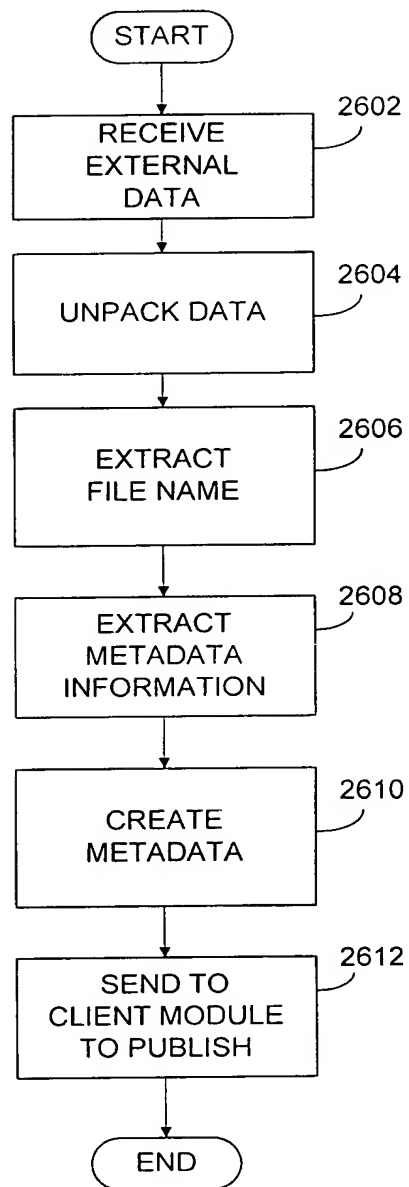 START
2602
RECEIVE
EXTERNAL
DATA
2604
UNPACK DATA
2606
EXTRACT
FILE NAME
2608
EXTRACT
METADATA
INFORMATION
2610
CREATE
METADATA
2612
SEND TO
CLIENT MODULE
TO PUBLISH
END